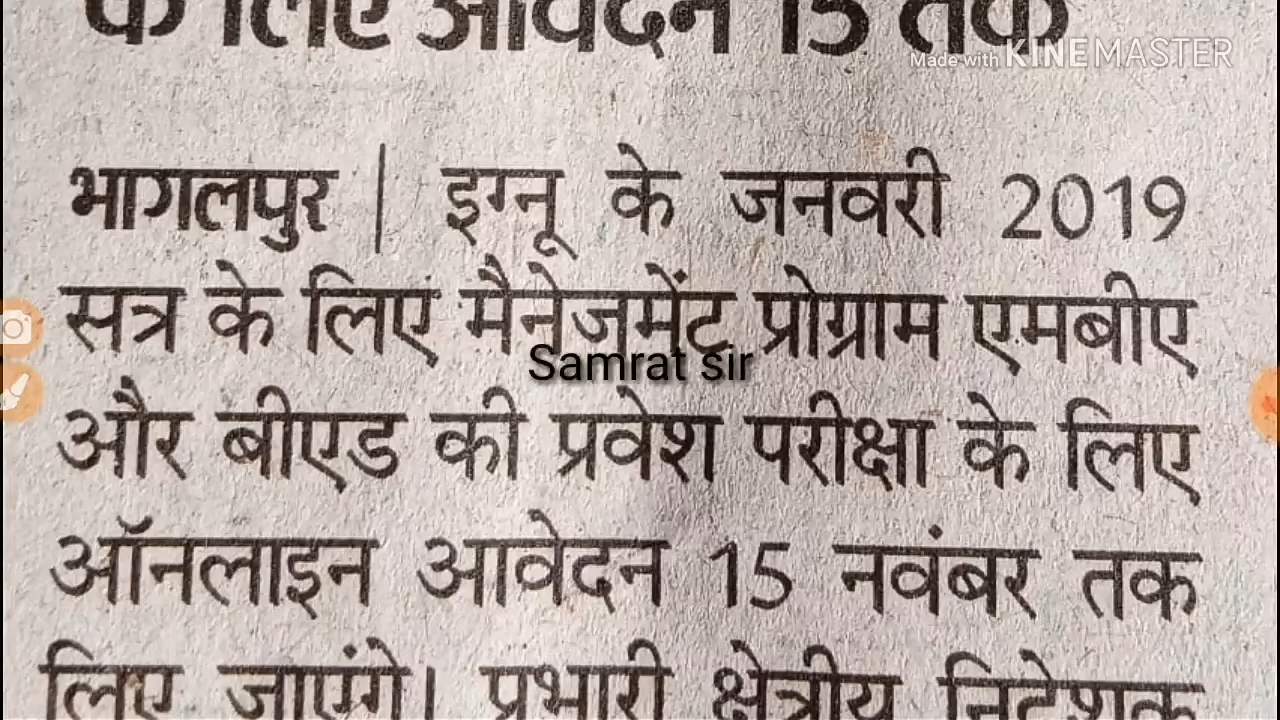 के लिए आवेदन 15 तक
Made with KINEMASTER
भागलपुर | इग्नू के जनवरी 2019
सत्र के लिए मैनेजमेंट प्रोग्राम एमबीए
Samrat sir
और बीएड की प्रवेश परीक्षा के लिए
ऑनलाइन आवेदन 15 नवंबर तक
लिए जाएंगे। प्रभारी क्षेत्रीय निदेशक